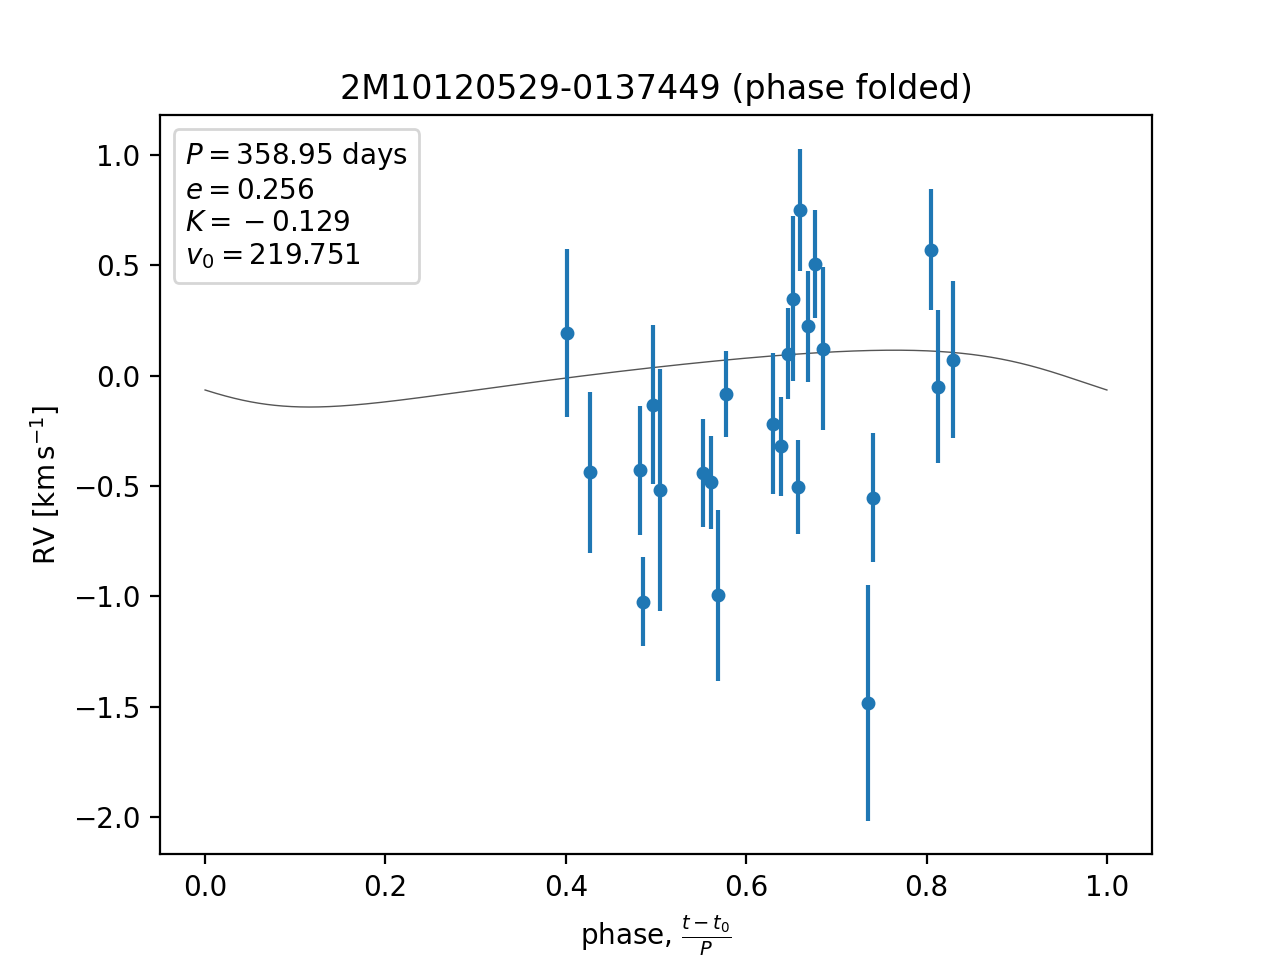 2M10120529-0137449 (phase folded)
P = 358.95 days
e = 0.256
K = −0.129
v₀ = 219.751
1.0
0.5
0.0
−0.5
−1.0
−1.5
−2.0
RV [km s⁻¹]
0.0 0.2 0.4 0.6 0.8 1.0
phase, (t − t₀)/P